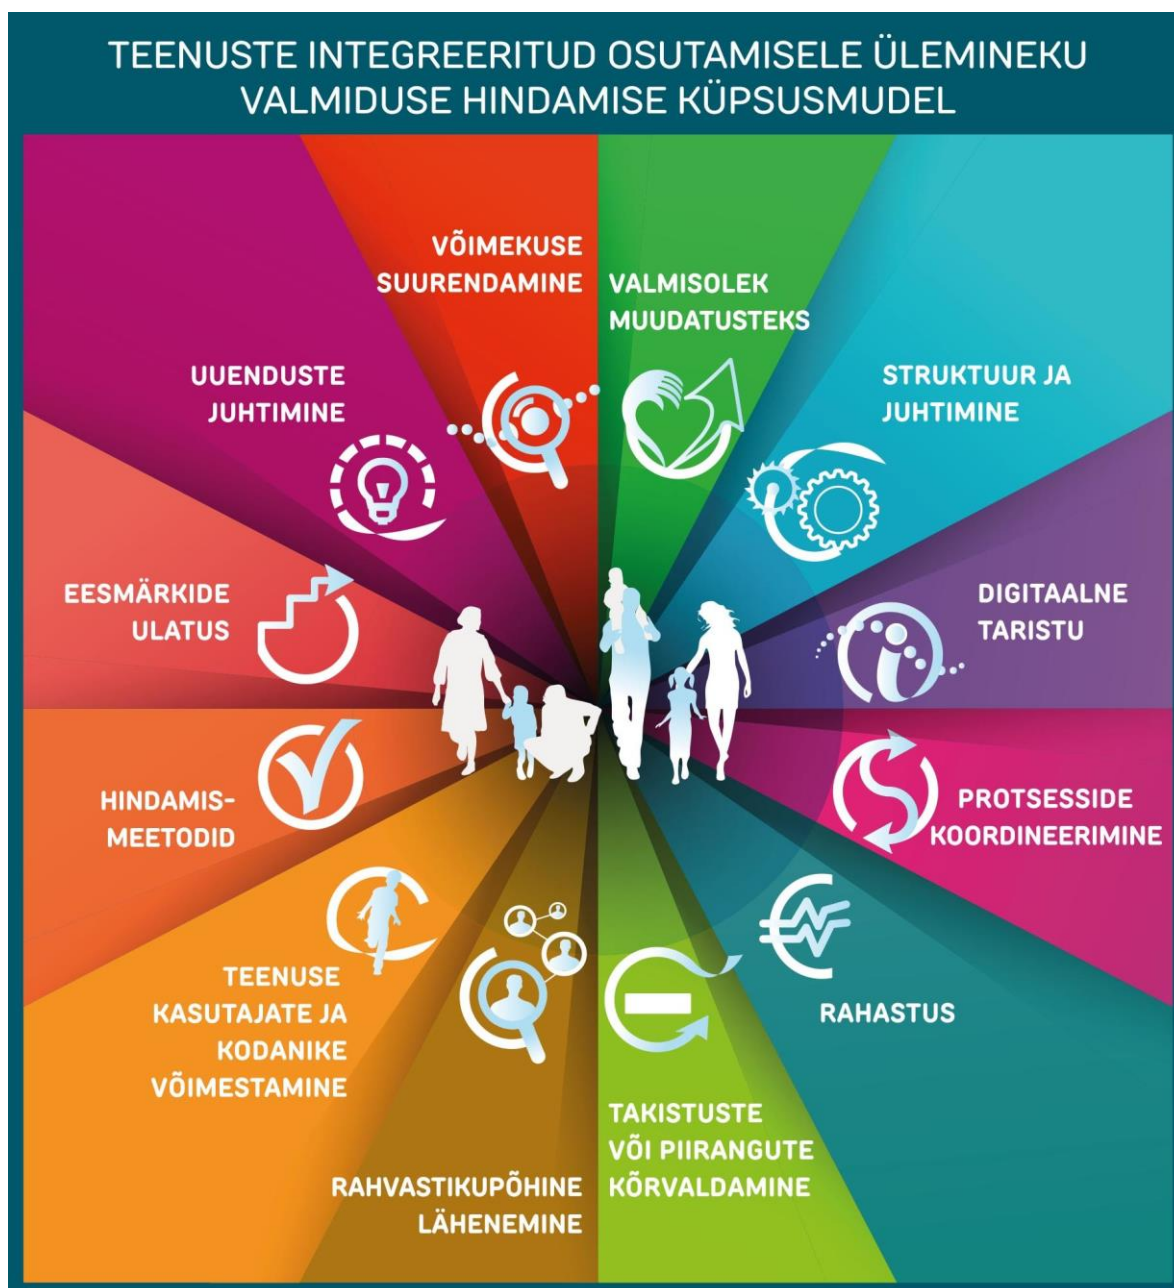 TEENUSTE INTEGREERITUD OSUTAMISELE ÜLEMINEKU
VALMIDUSE HINDAMISE KÜPSUSMUDEL
VÕIMEKUSE
SUURENDAMINE
VALMISOLEK
MUUDATUSTEKS
STRUKTUUR JA
JUHTIMINE
DIGITAALNE
TARISTU
PROTSESSIDE
KOORDINEERIMINE
RAHASTUS
TAKISTUSTE
VÕI PIIRANGUTE
KÕRVALDAMINE
RAHVASTIKUPÕHINE
LÄHENEMINE
TEENUSE
KASUTAJATE JA
KODANIKE
VÕIMESTAMINE
HINDAMIS-
MEETODID
EESMÄRKIDE
ULATUS
UUENDUSTE
JUHTIMINE